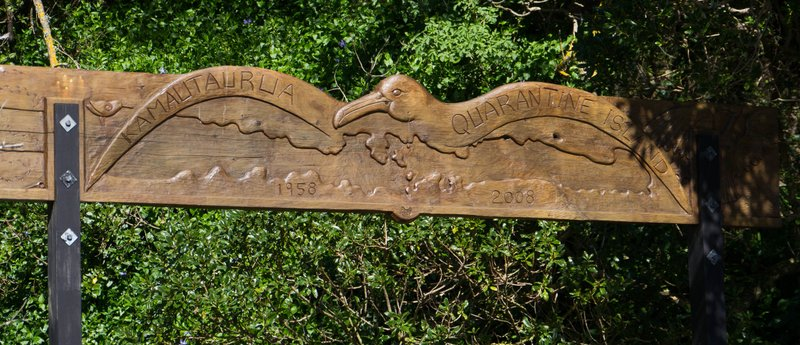 KAMAUTAURUA
QUARANTINE ISLAND
1958
2008